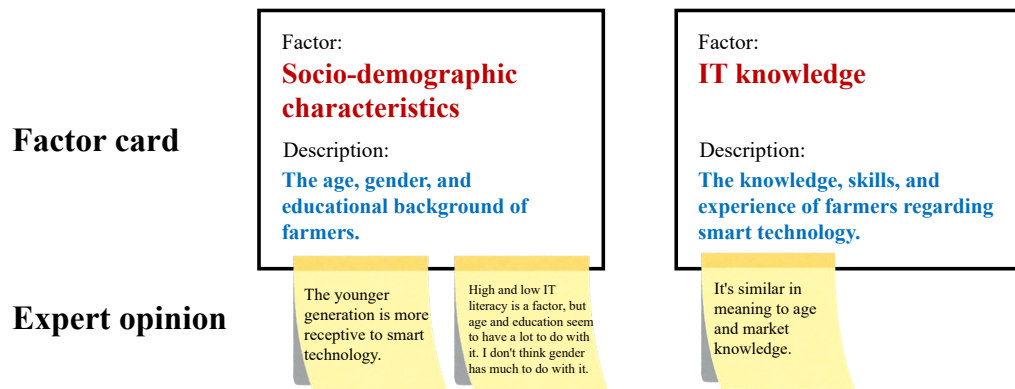 Factor card
Factor:
Socio-demographic
characteristics
Description:
The age, gender, and
educational background of
farmers.
Factor:
IT knowledge
Description:
The knowledge, skills, and
experience of farmers regarding
smart technology.
Expert opinion
The younger
generation is more
receptive to smart
technology.
High and low IT
literacy is a factor, but
age and education seem
to have a lot to do with
it. I don't think gender
has much to do with it.
It's similar in
meaning to age
and market
knowledge.